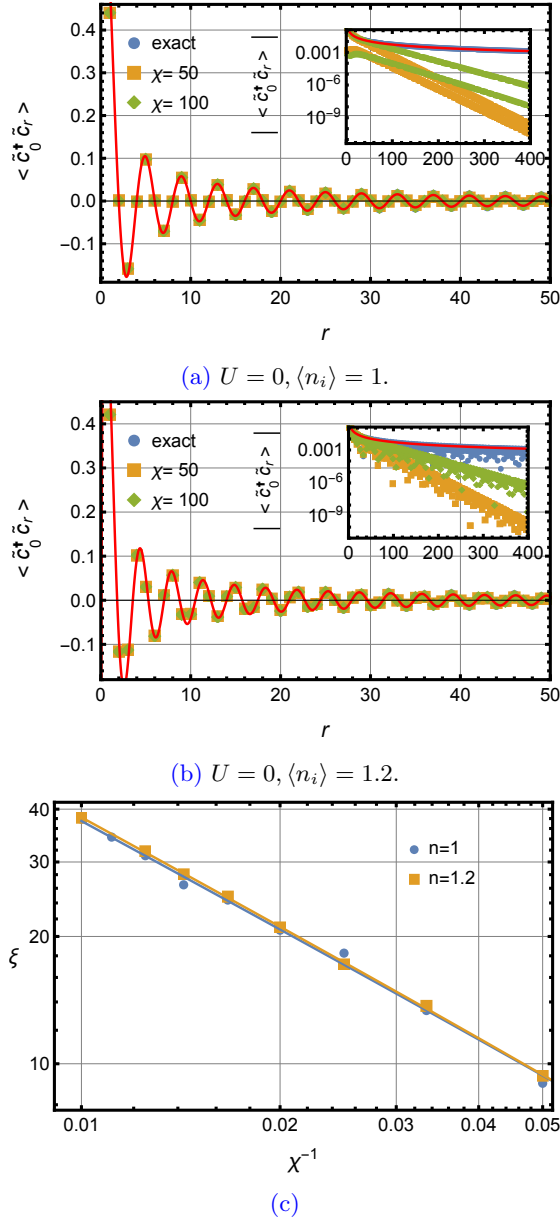 0.4
0.3
0.2
0.1
0.0
−0.1
< c̃₀† c̃ᵣ >
exact
χ= 50
χ= 100
| < c̃₀† c̃ᵣ > |
0.001
10⁻⁶
10⁻⁹
0 100 200 300 400
0 10 20 30 40 50
r
(a) U = 0, ⟨nᵢ⟩ = 1.
0.4
0.3
0.2
0.1
0.0
−0.1
< c̃₀† c̃ᵣ >
exact
χ= 50
χ= 100
| < c̃₀† c̃ᵣ > |
0.001
10⁻⁶
10⁻⁹
0 100 200 300 400
0 10 20 30 40 50
r
(b) U = 0, ⟨nᵢ⟩ = 1.2.
40
30
20
10
ξ
n=1
n=1.2
0.01 0.02 0.03 0.04 0.05
χ⁻¹
(c)